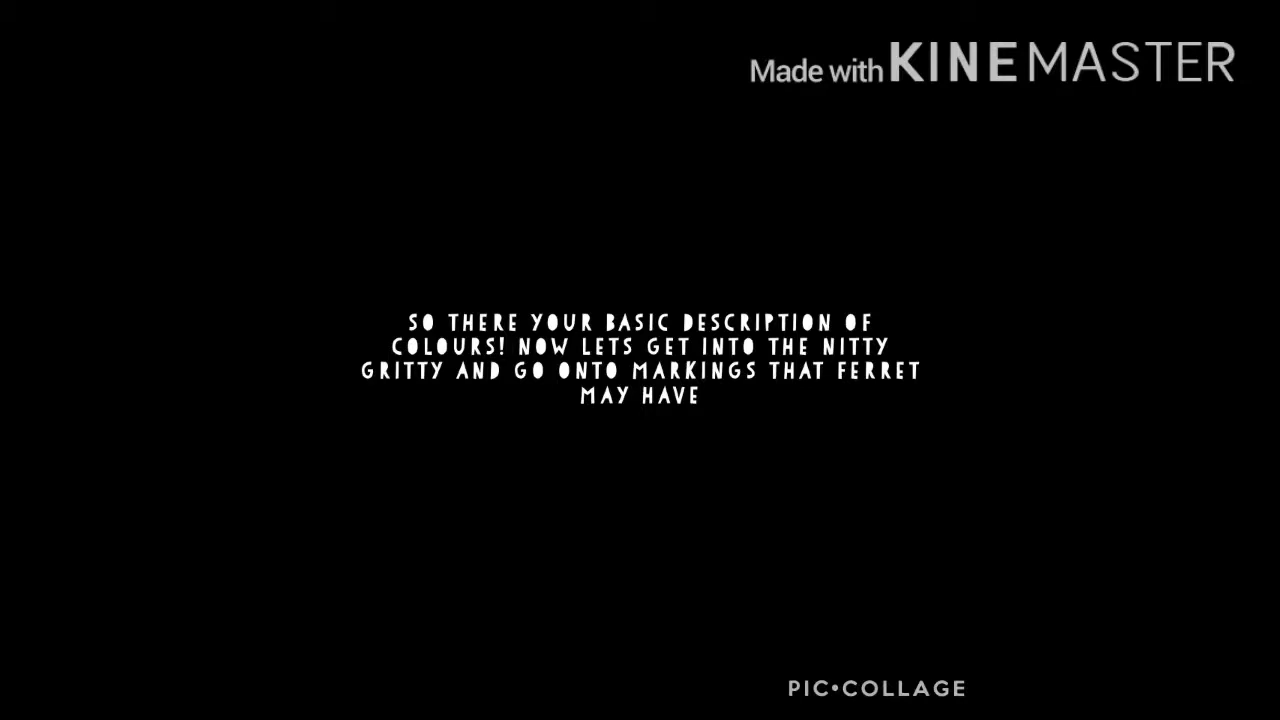 Made with KINEMASTER
SO THERE YOUR BASIC DESCRIPTION OF
COLOURS! NOW LETS GET INTO THE NITTY
GRITTY AND GO ONTO MARKINGS THAT FERRET
MAY HAVE
PIC•COLLAGE